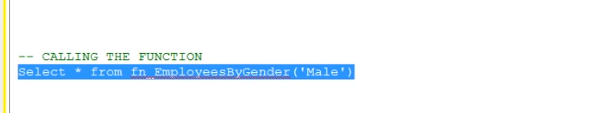 -- CALLING THE FUNCTION
Select * from fn_EmployeesByGender('Male')